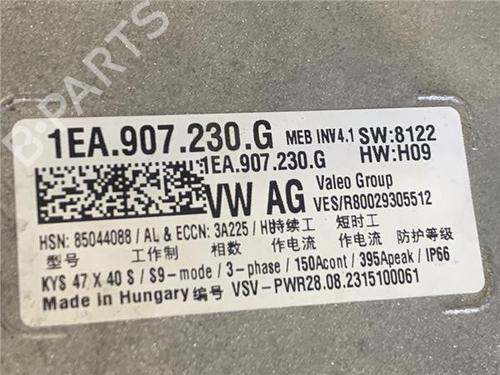 B-PARTS
1EA.907.230.G MEB INV4.1 SW:8122
1EA.907.230.G HW:H09
VW AG Valeo Group
VES/R80029305512
HSN: 85044088 / AL & ECCN: 3A225 / H
持续工 短时工
型号 工作制 相数 作电流 作电流 防护等级
KYS 47 X 40 S / S9-mode / 3-phase / 150Acont / 395Apeak / IP66
Made in Hungary 编号 VSV-PWR28.08.2315100061